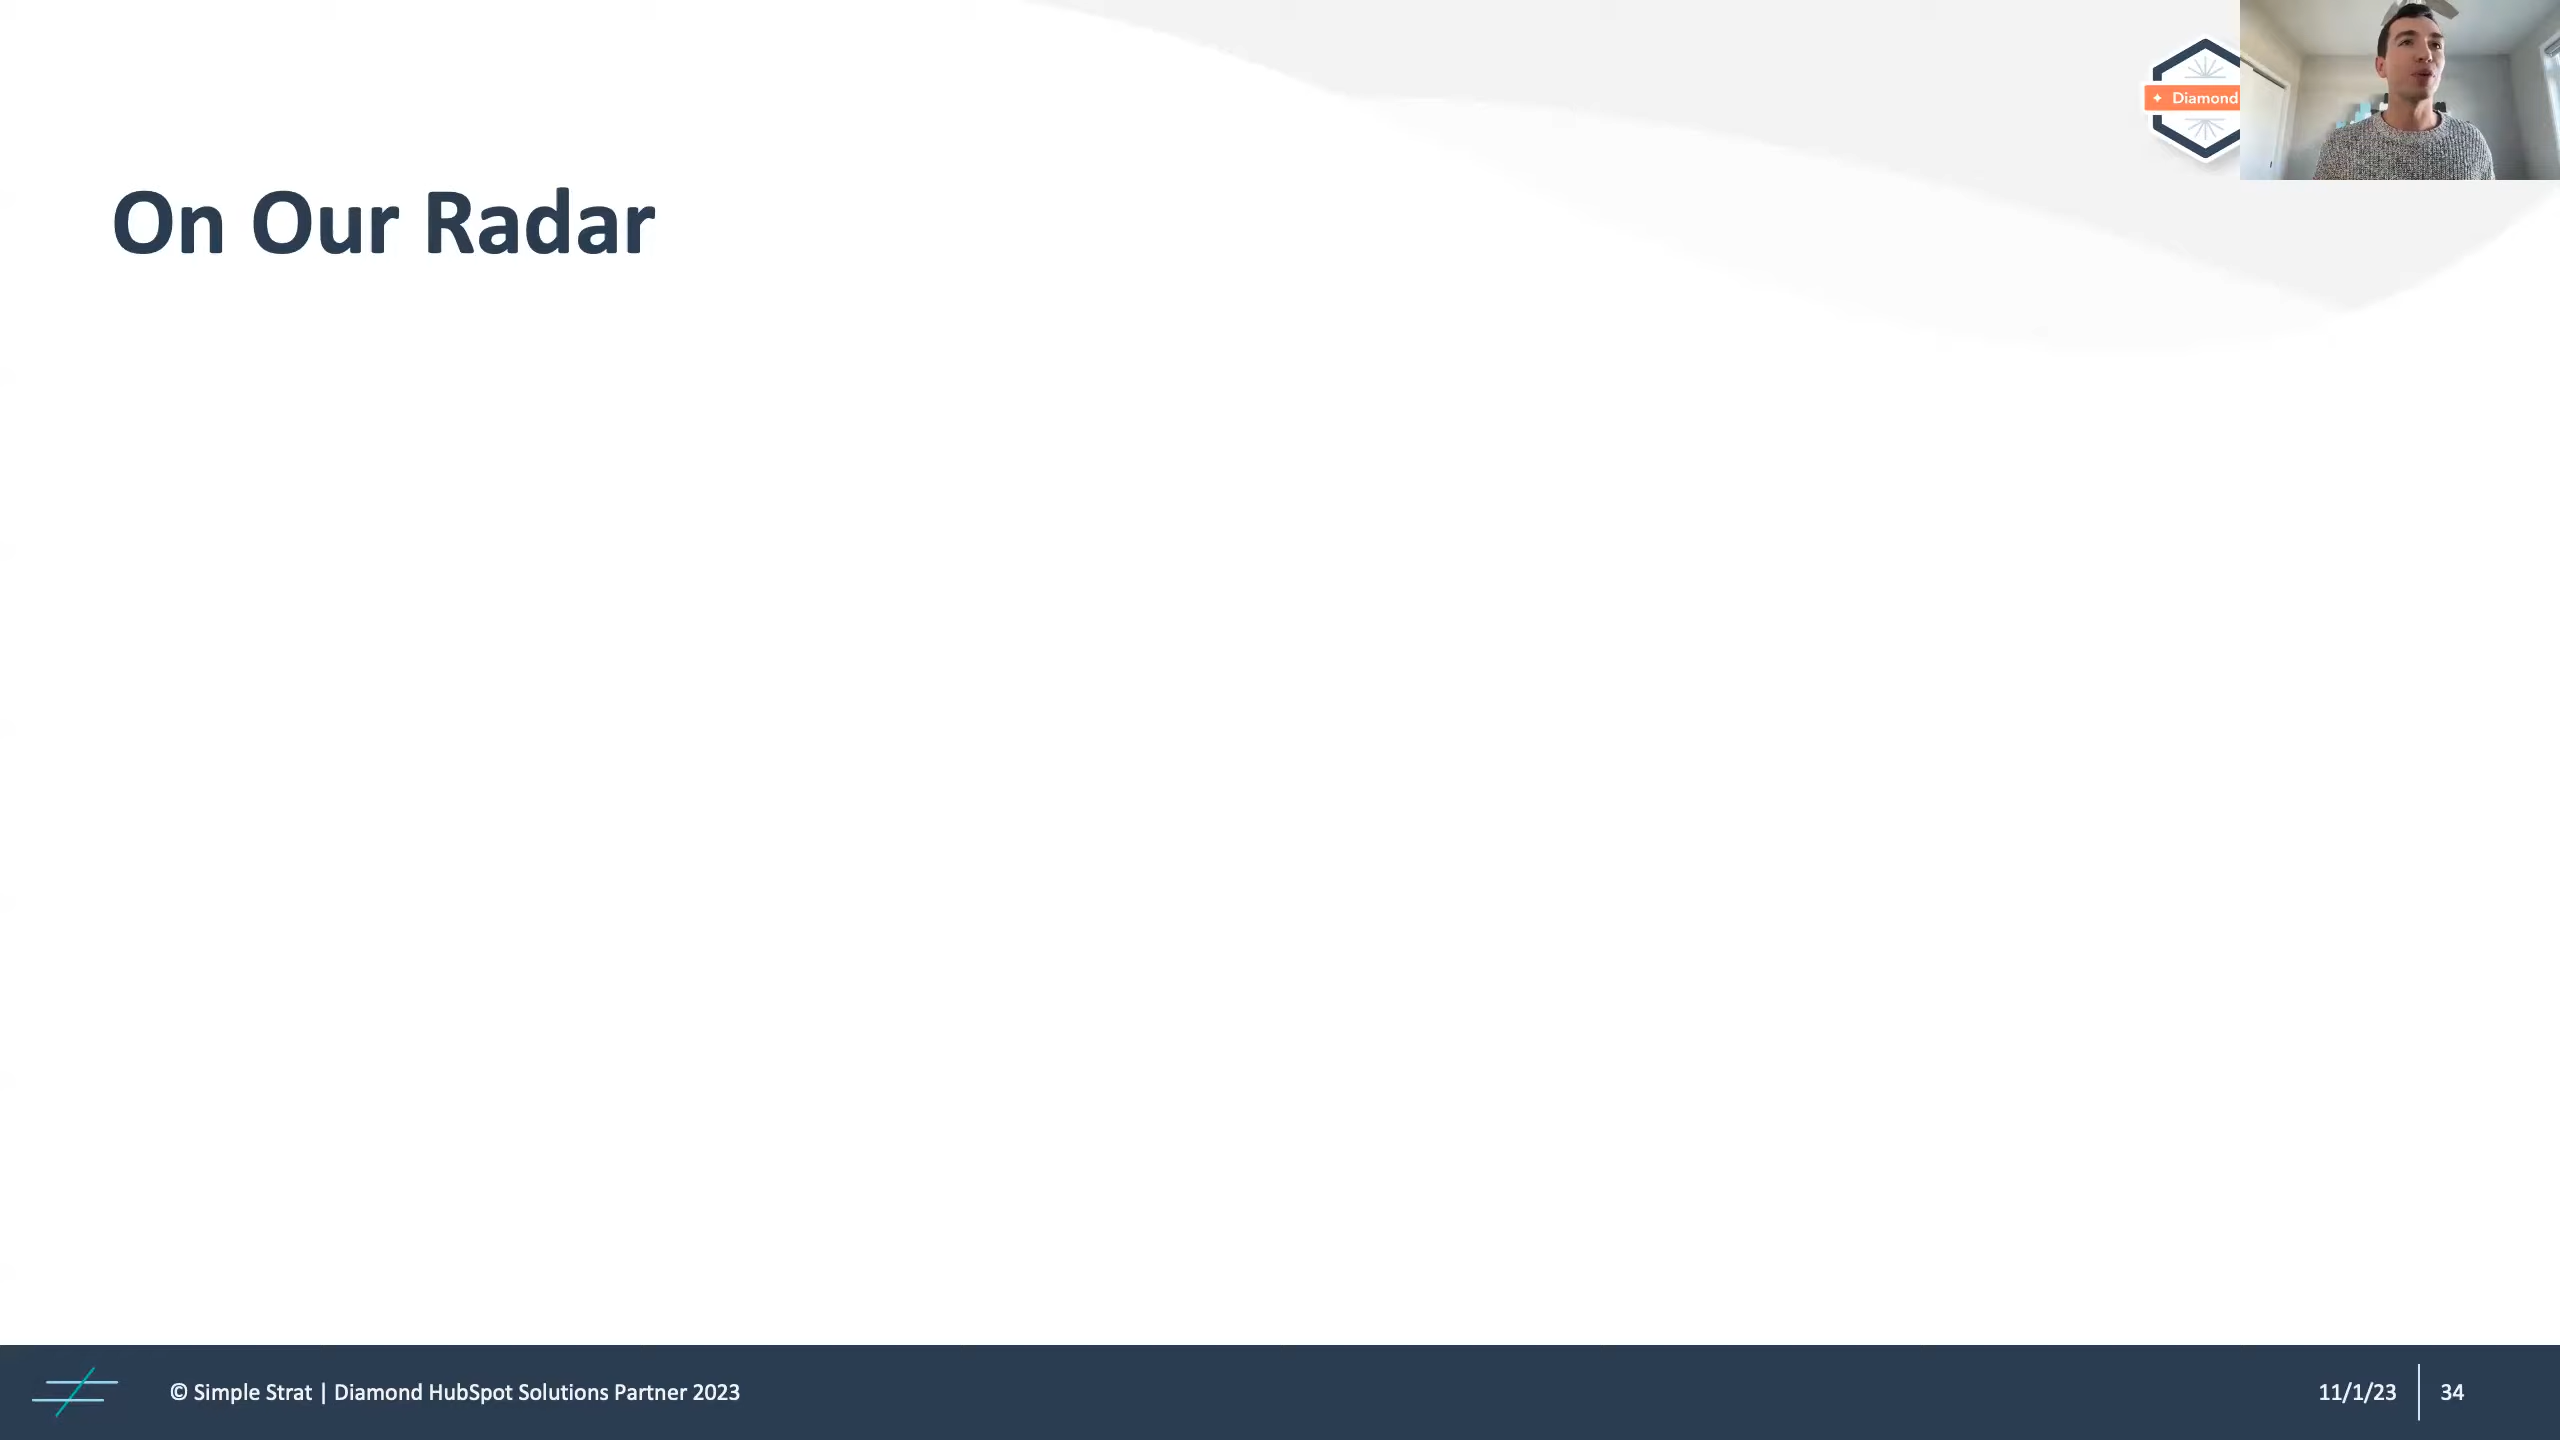 Diamond
On Our Radar
© Simple Strat | Diamond HubSpot Solutions Partner 2023
11/1/23
34